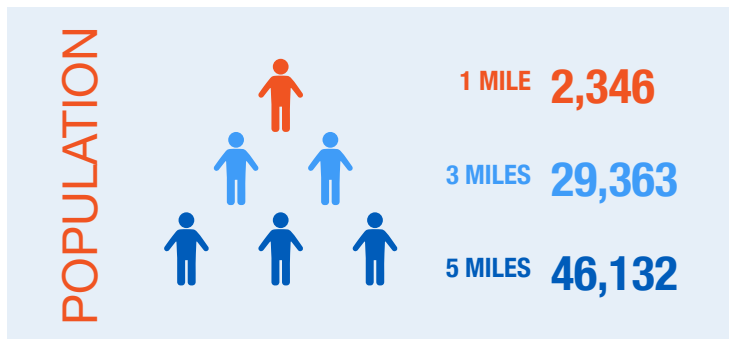 POPULATION
1 MILE 2,346
3 MILES 29,363
5 MILES 46,132